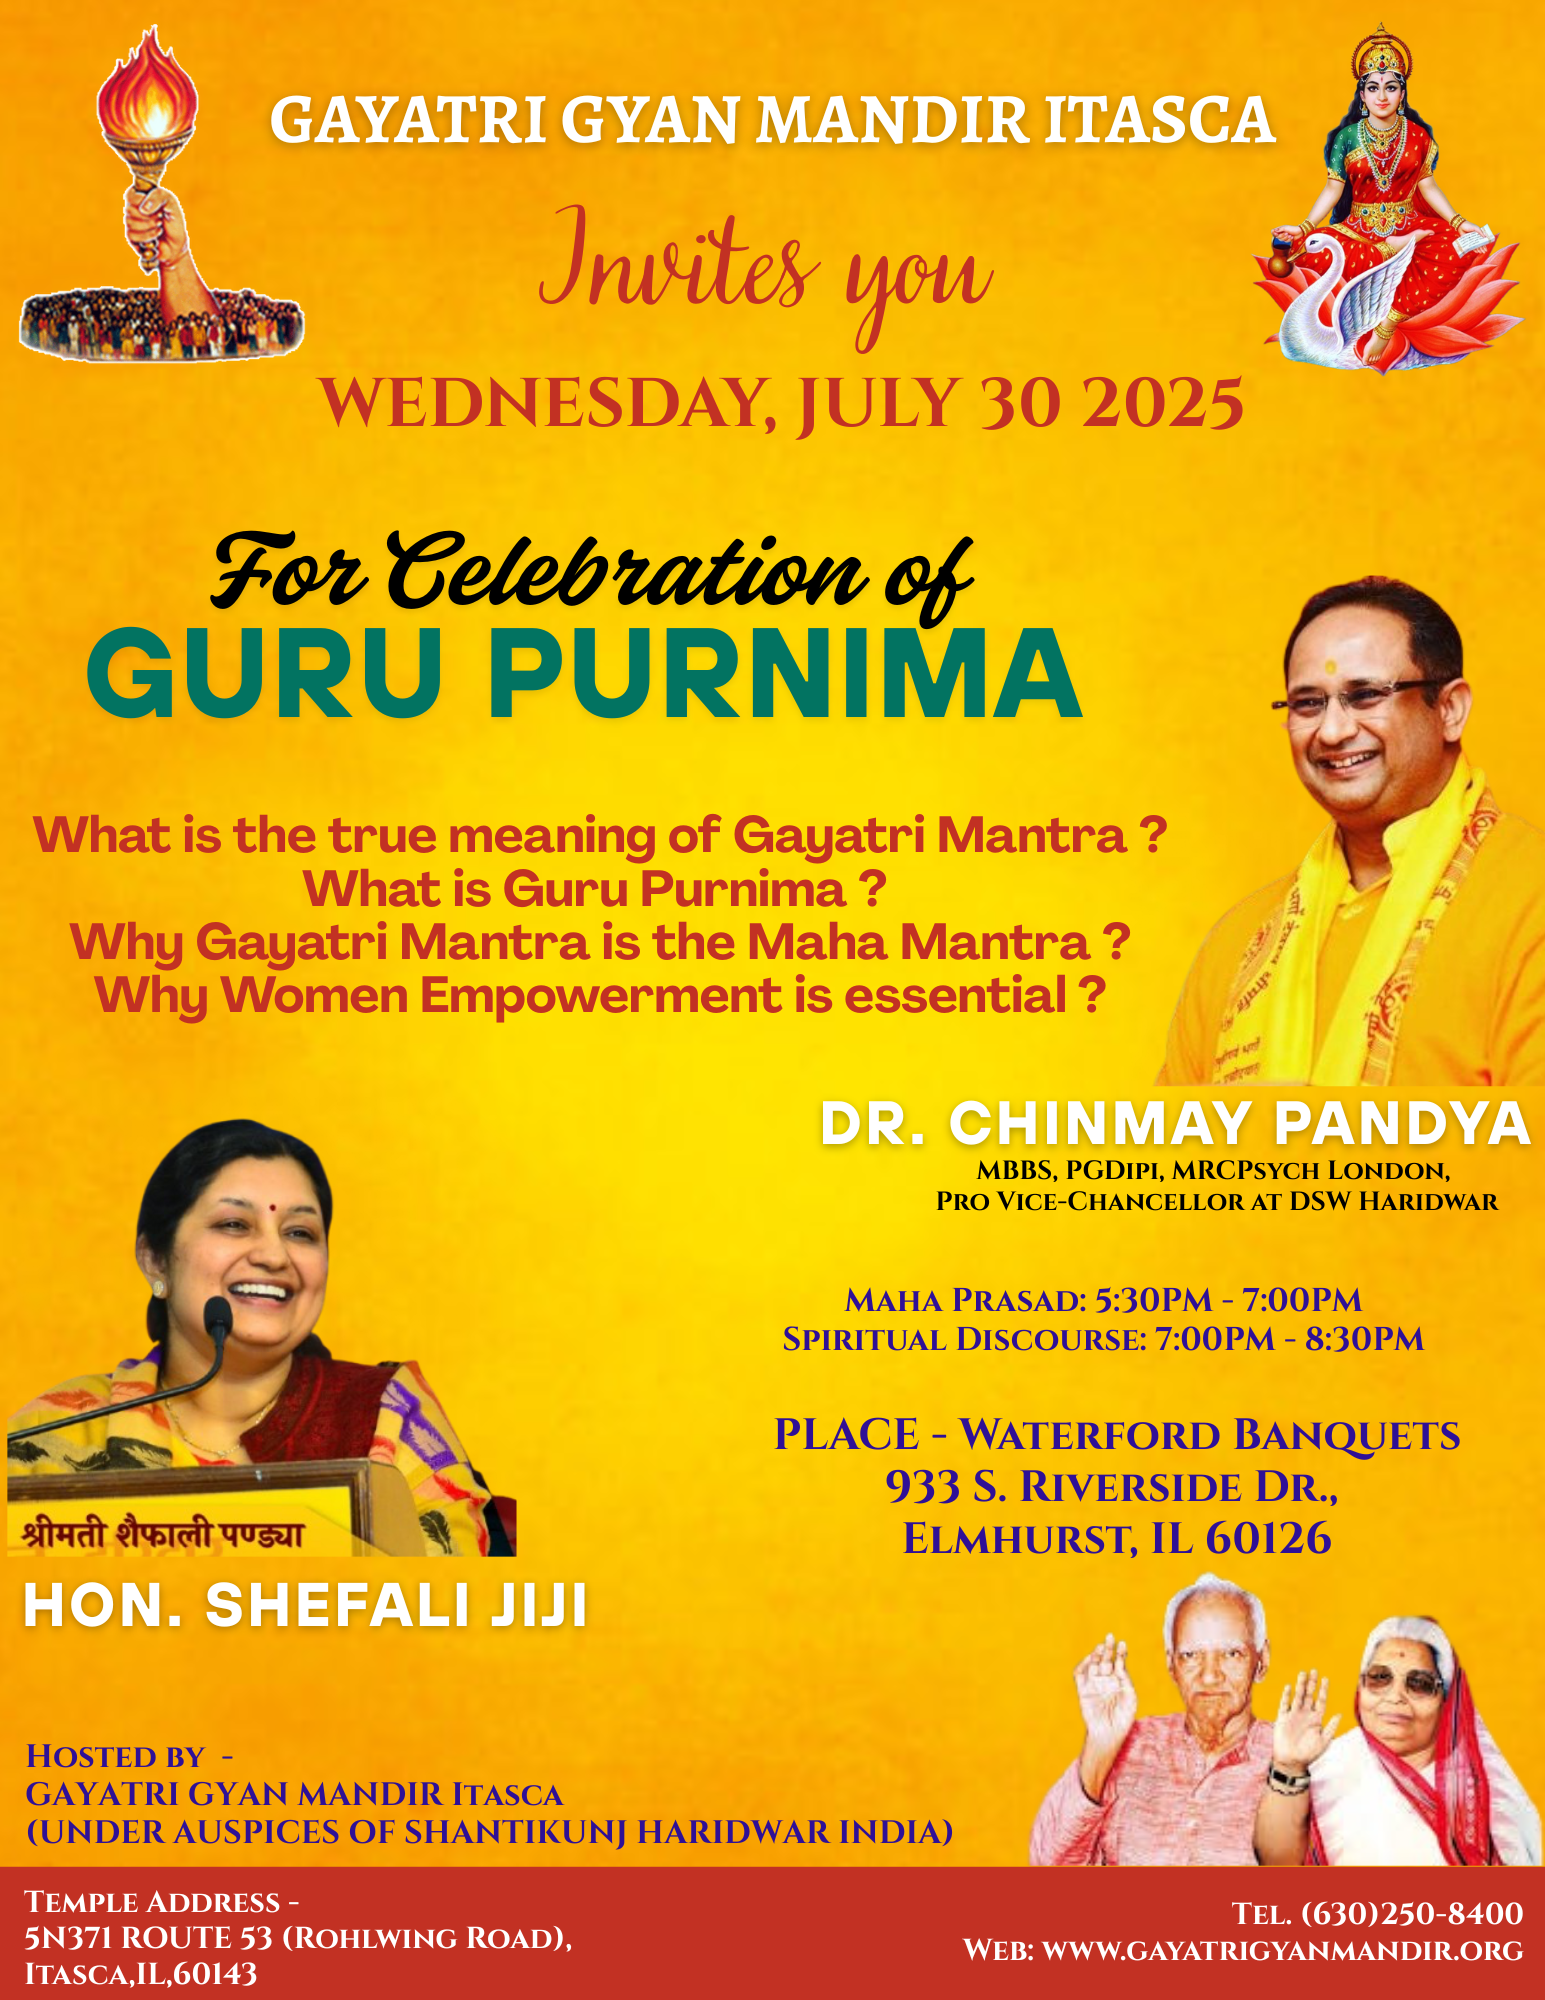 GAYATRI GYAN MANDIR ITASCA
Invites you
WEDNESDAY, JULY 30 2025
For Celebration of
GURU PURNIMA
What is the true meaning of Gayatri Mantra ?
What is Guru Purnima ?
Why Gayatri Mantra is the Maha Mantra ?
Why Women Empowerment is essential ?
DR. CHINMAY PANDYA
MBBS, PGDipi, MRCPsych London,
Pro Vice-Chancellor at DSW Haridwar
Maha Prasad: 5:30PM - 7:00PM
Spiritual Discourse: 7:00PM - 8:30PM
PLACE - Waterford Banquets
933 S. Riverside Dr.,
Elmhurst, IL 60126
श्रीमती शैफाली पण्ड्या
HON. SHEFALI JIJI
Hosted by -
GAYATRI GYAN MANDIR Itasca
(UNDER AUSPICES OF SHANTIKUNJ HARIDWAR INDIA)
Temple Address -
5N371 ROUTE 53 (Rohlwing Road),
Itasca,IL,60143
Tel. (630)250-8400
Web: www.gayatrigyanmandir.org